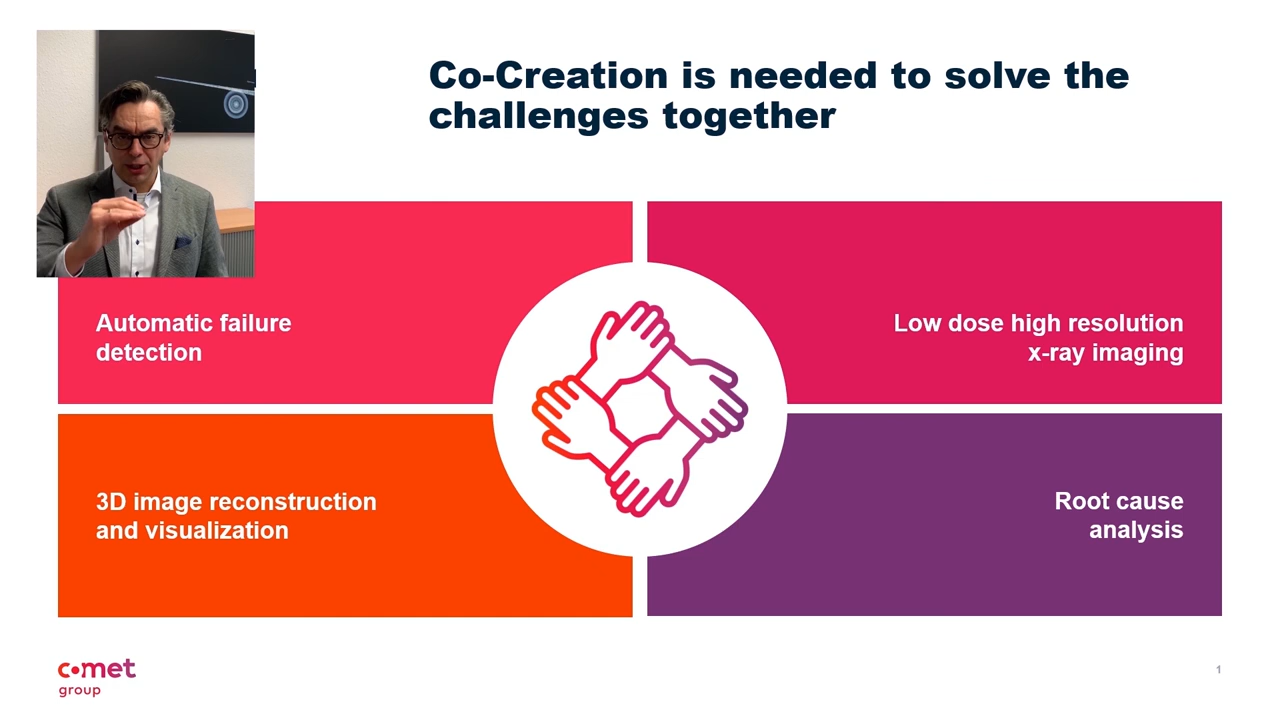 Co-Creation is needed to solve the
challenges together
Automatic failure
detection
Low dose high resolution
x-ray imaging
3D image reconstruction
and visualization
Root cause
analysis
comet
group
1